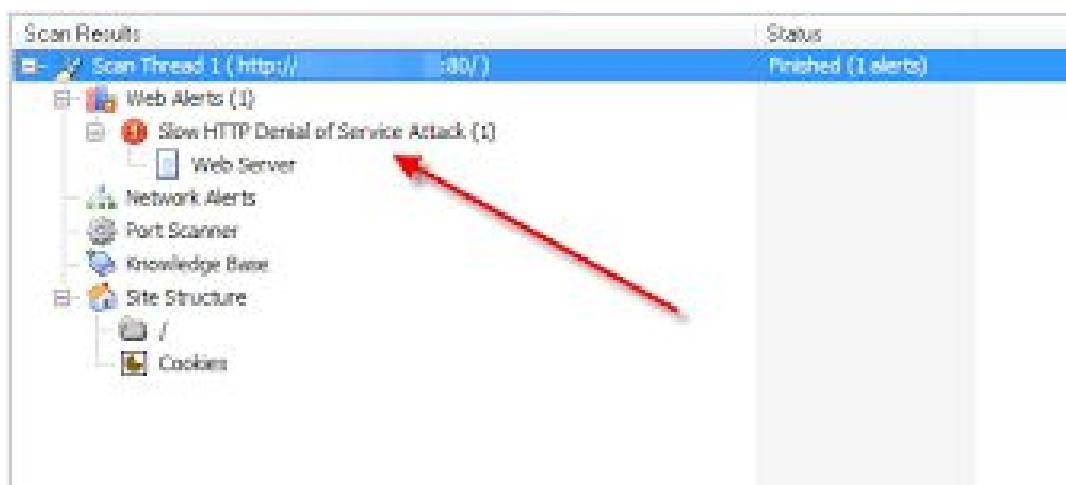 Scan Results Status
Scan Thread 1 ( http:// :80/ ) Finished (1 alerts)
Web Alerts (1)
Slow HTTP Denial of Service Attack (1)
Web Server
Network Alerts
Port Scanner
Knowledge Base
Site Structure
/
Cookies